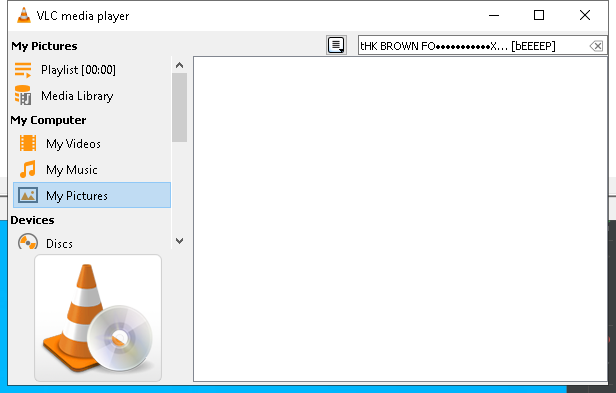 VLC media player
My Pictures
tHK BROWN FO●●●●●●●●●●●X... [bEEEEP]
Playlist [00:00]
Media Library
My Computer
My Videos
My Music
My Pictures
Devices
Discs